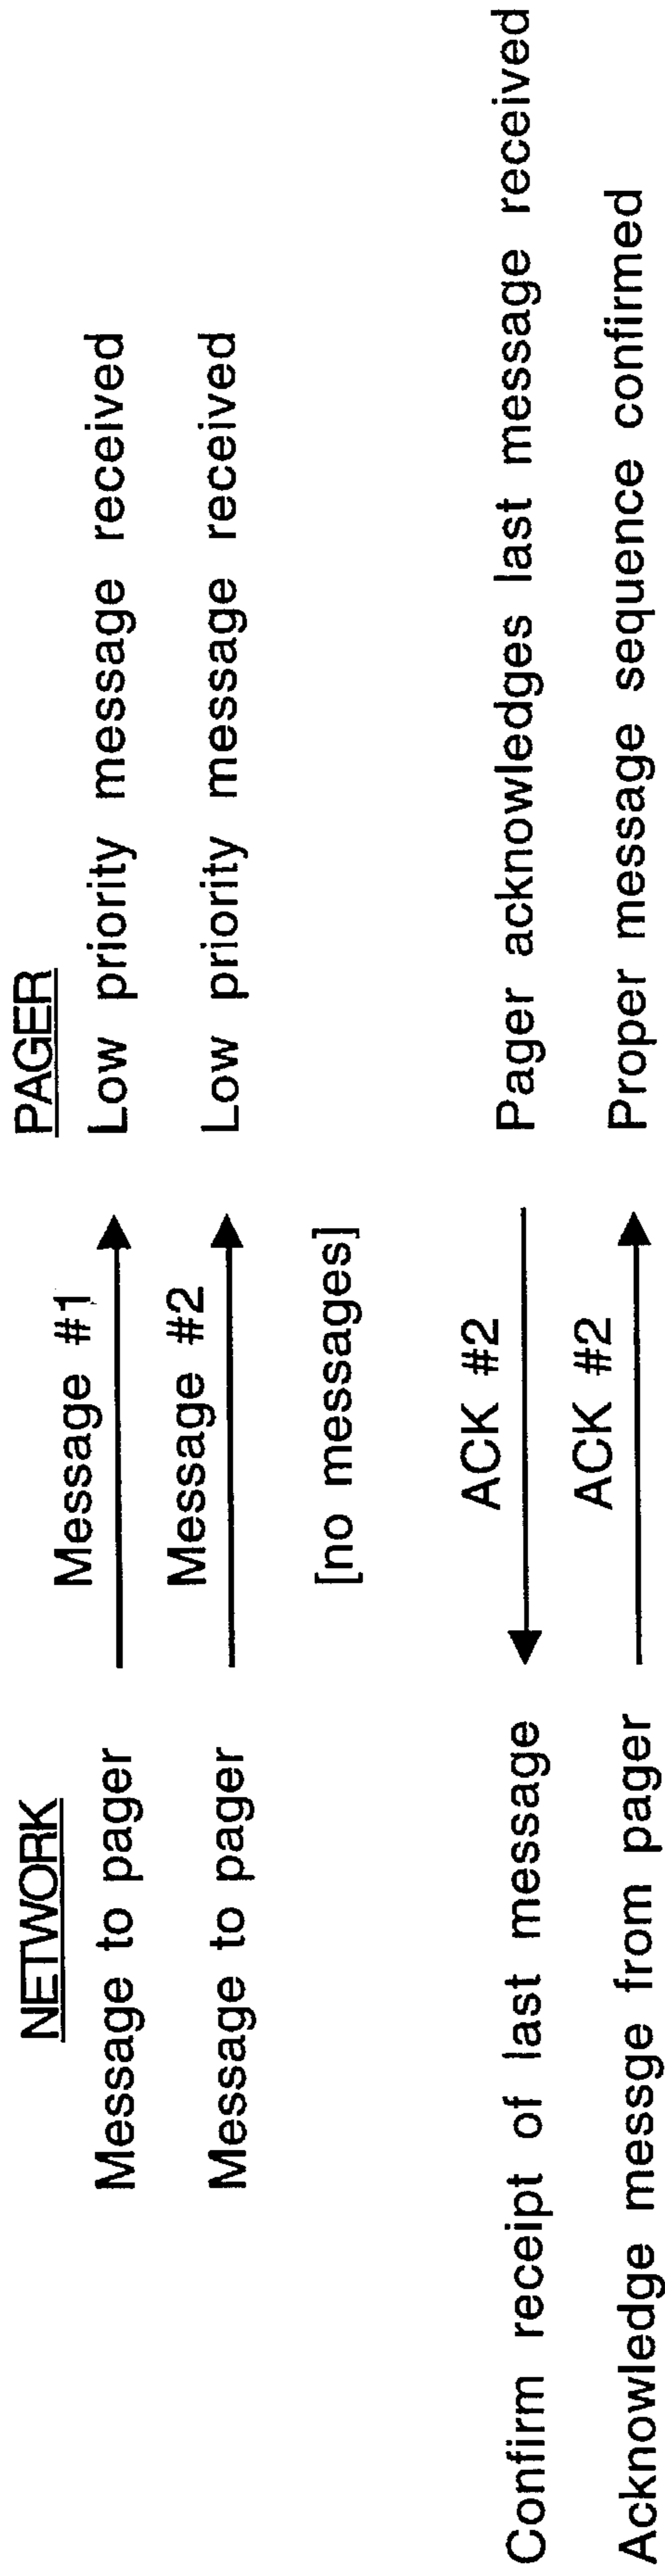 NETWORK PAGER
Message to pager Message #1 Low priority message received
Message to pager Message #2 Low priority message received
[no messages]
Confirm receipt of last message ACK #2 Pager acknowledges last message received
Acknowledge messge from pager ACK #2 Proper message sequence confirmed